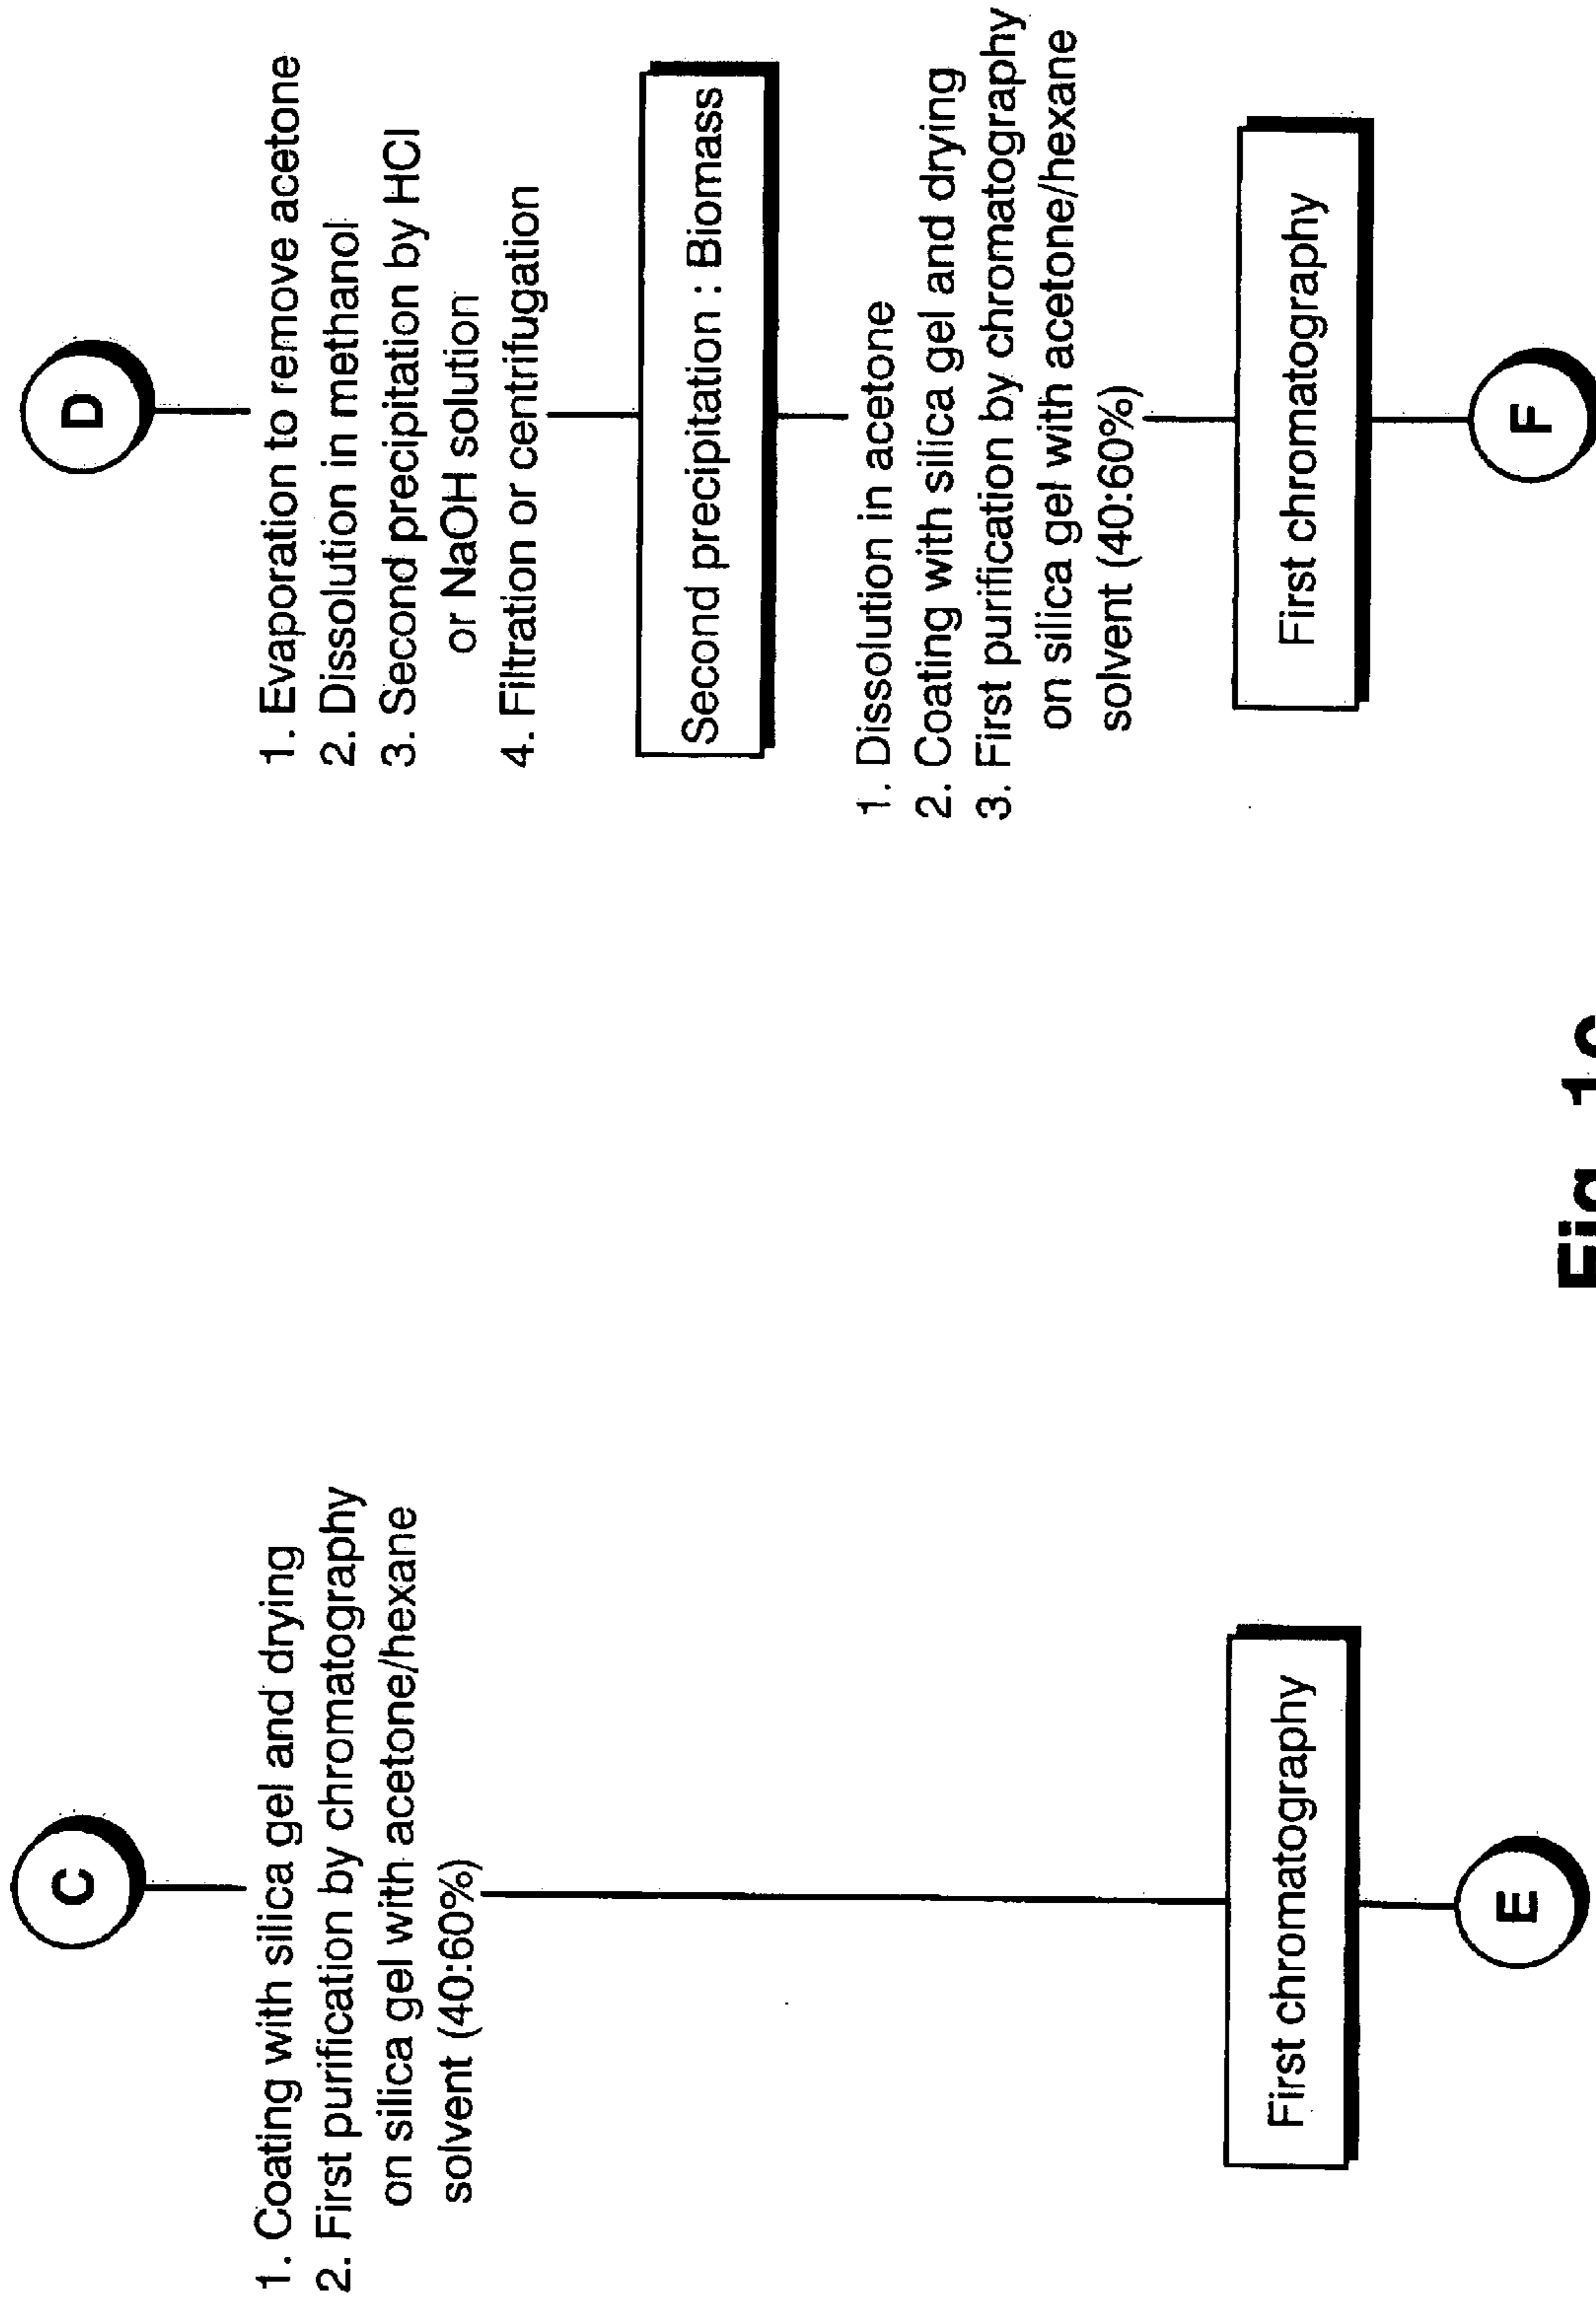 C
1. Coating with silica gel and drying
2. First purification by chromatography
on silica gel with acetone/hexane
solvent (40:60%)
First chromatography
E
D
1. Evaporation to remove acetone
2. Dissolution in methanol
3. Second precipitation by HCl
or NaOH solution
4. Filtration or centrifugation
Second precipitation : Biomass
1. Dissolution in acetone
2. Coating with silica gel and drying
3. First purification by chromatography
on silica gel with acetone/hexane
solvent (40:60%)
First chromatography
F